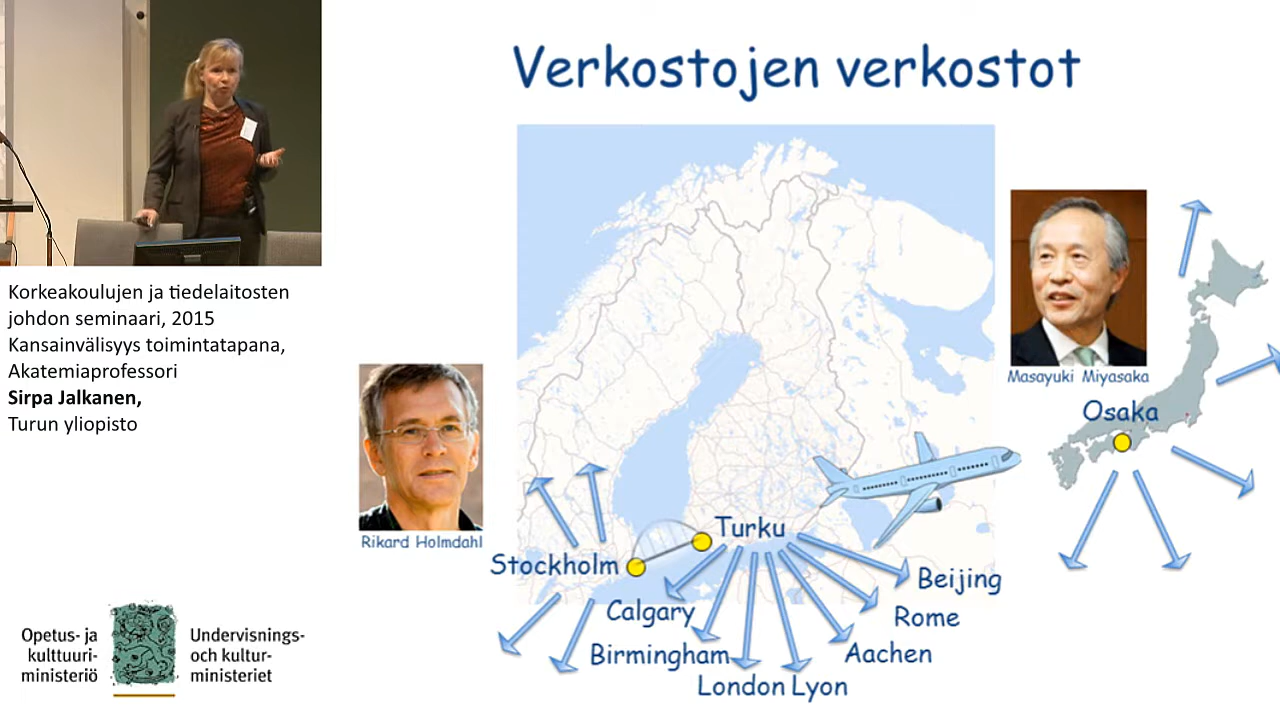 Verkostojen verkostot
Korkeakoulujen ja tiedelaitosten
johdon seminaari, 2015
Kansainvälisyys toimintatapana,
Akatemiaprofessori
Sirpa Jalkanen,
Turun yliopisto
Masayuki Miyasaka
Osaka
Rikard Holmdahl
Turku
Stockholm
Beijing
Calgary
Rome
Birmingham
Aachen
London Lyon
Opetus- ja
kulttuuri-
ministeriö
Undervisnings-
och kultur-
ministeriet